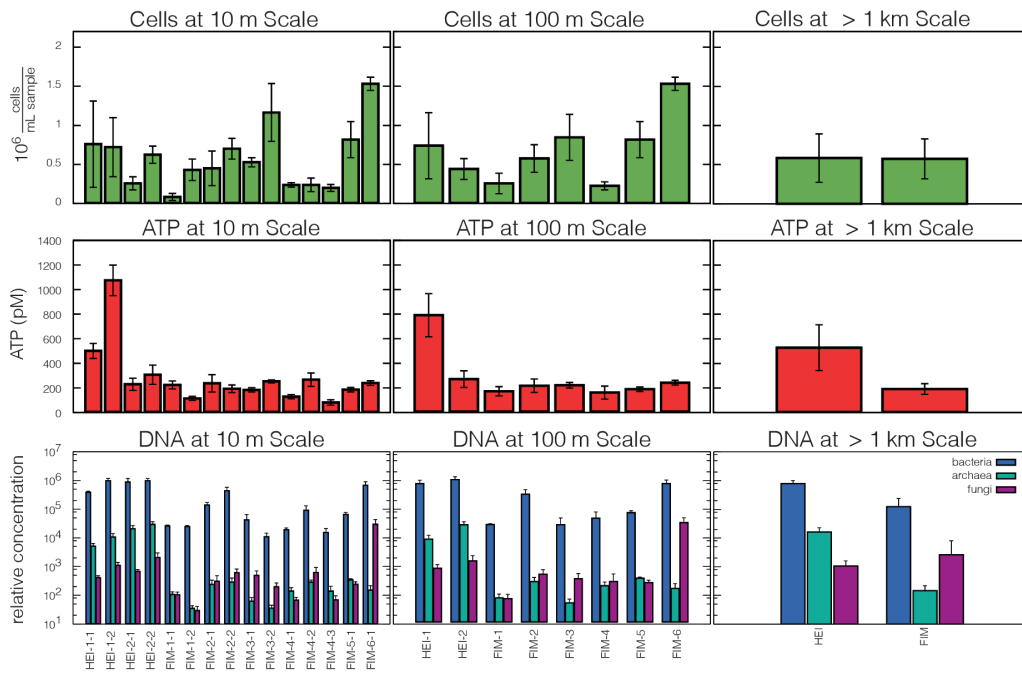 Cells at 10 m Scale
Cells at 100 m Scale
Cells at > 1 km Scale
10^6 cells / mL sample
2
1.5
1
0.5
0
ATP at 10 m Scale
ATP at 100 m Scale
ATP at > 1 km Scale
ATP (pM)
1400
1200
1000
800
600
400
200
0
DNA at 10 m Scale
DNA at 100 m Scale
DNA at > 1 km Scale
relative concentration
10^7
10^6
10^5
10^4
10^3
10^2
10^1
bacteria
archaea
fungi
HEI-1-1
HEI-1-2
HEI-2-1
HEI-2-2
FIM-1-1
FIM-1-2
FIM-2-1
FIM-2-2
FIM-3-1
FIM-3-2
FIM-4-1
FIM-4-2
FIM-4-3
FIM-5-1
FIM-6-1
HEI-1
HEI-2
FIM-1
FIM-2
FIM-3
FIM-4
FIM-5
FIM-6
HEI
FIM